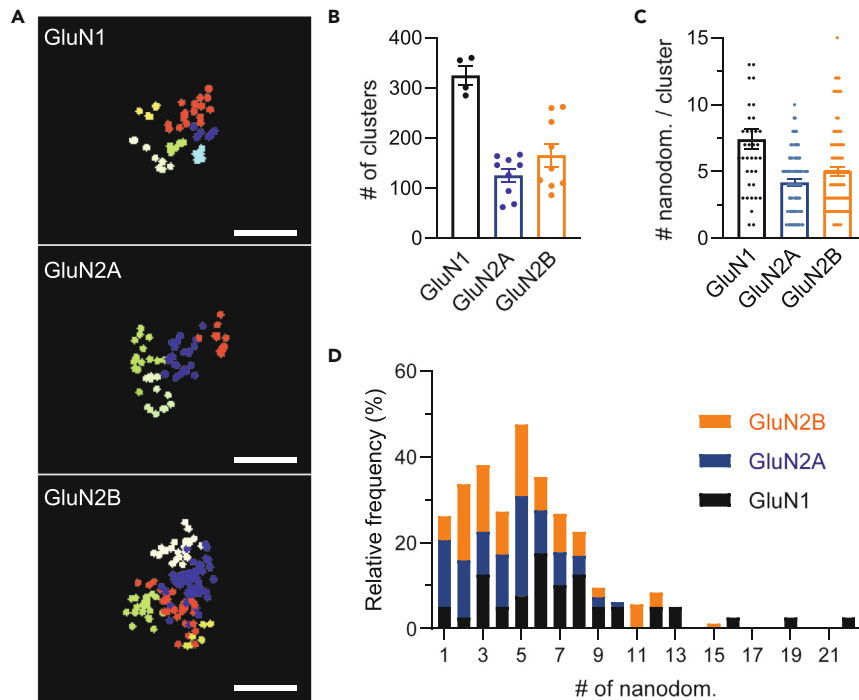 A
GluN1
GluN2A
GluN2B
B
# of clusters
400
300
200
100
0
GluN1
GluN2A
GluN2B
C
# nanodom. / cluster
15
10
5
0
GluN1
GluN2A
GluN2B
D
Relative frequency (%)
60
40
20
0
GluN2B
GluN2A
GluN1
1 3 5 7 9 11 13 15 17 19 21
# of nanodom.